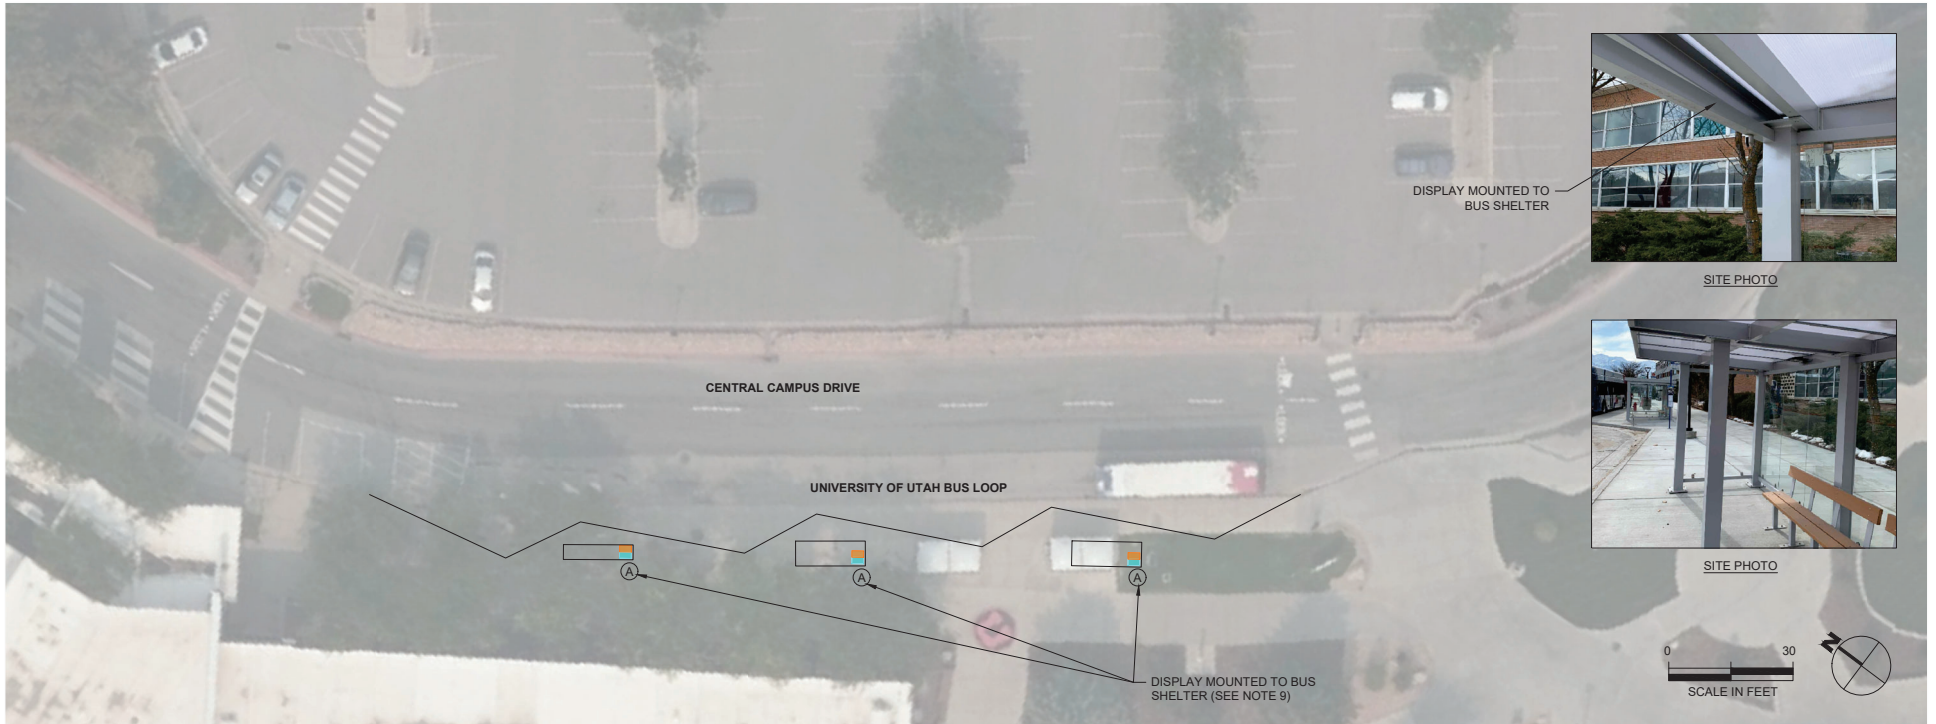 DISPLAY MOUNTED TO
BUS SHELTER
SITE PHOTO
CENTRAL CAMPUS DRIVE
UNIVERSITY OF UTAH BUS LOOP
SITE PHOTO
A
A
A
DISPLAY MOUNTED TO BUS
SHELTER (SEE NOTE 9)
0 30
SCALE IN FEET
N